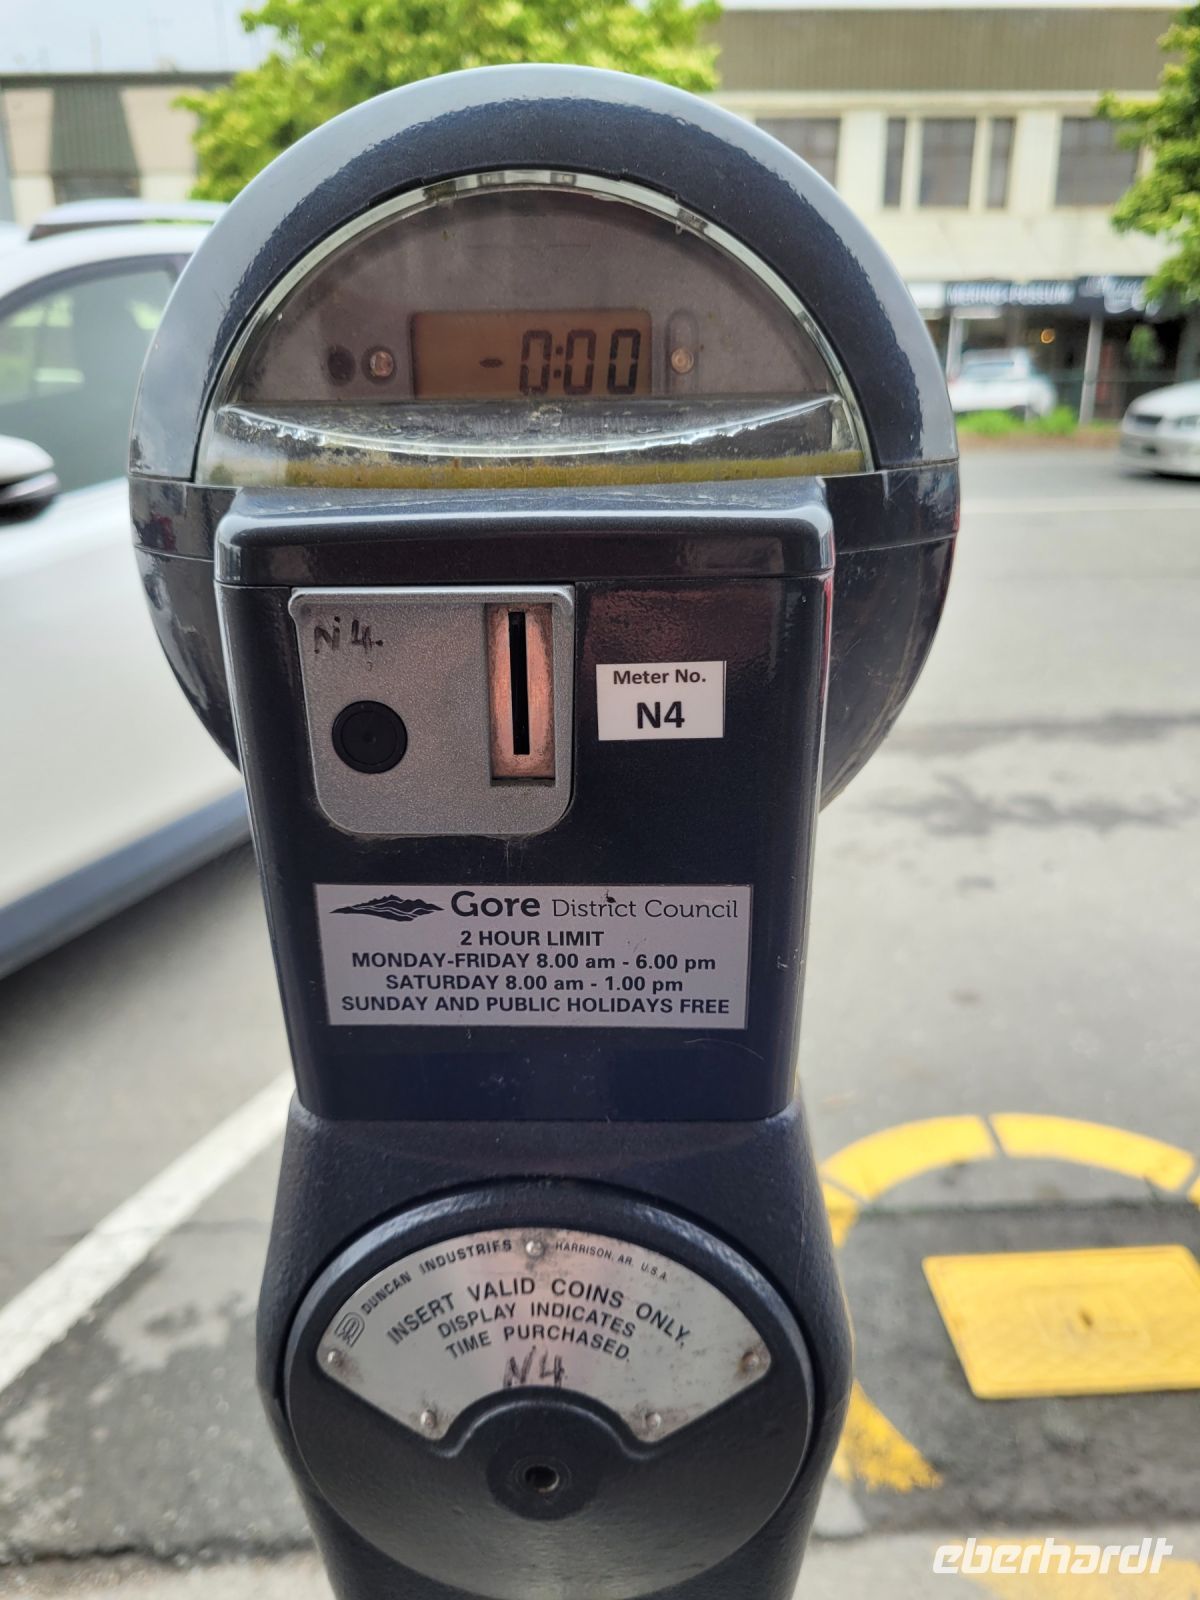 - 0:00
N4.
Meter No.
N4
Gore District Council
2 HOUR LIMIT
MONDAY-FRIDAY 8.00 am - 6.00 pm
SATURDAY 8.00 am - 1.00 pm
SUNDAY AND PUBLIC HOLIDAYS FREE
DUNCAN INDUSTRIES HARRISON, AR. U.S.A.
INSERT VALID COINS ONLY,
DISPLAY INDICATES
TIME PURCHASED.
N4
eberhardt